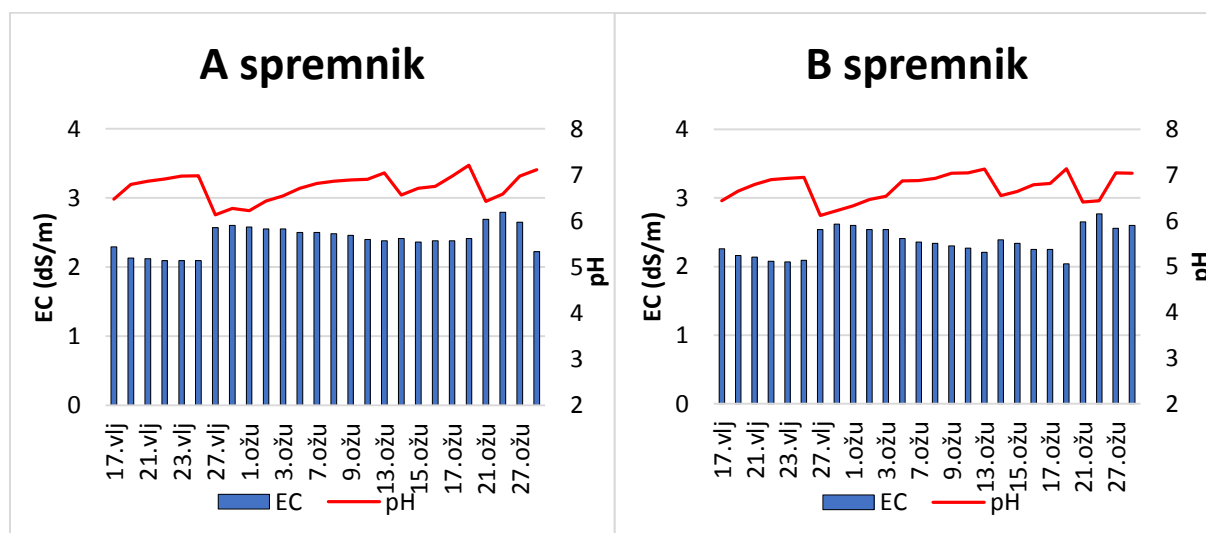 A spremnik
4
3
2
1
0
EC (dS/m)
8
7
6
5
4
3
2
pH
17.vlj
21.vlj
23.vlj
27.vlj
1.ožu
3.ožu
7.ožu
9.ožu
13.ožu
15.ožu
17.ožu
21.ožu
27.ožu
EC
pH
B spremnik
4
3
2
1
0
EC (dS/m)
8
7
6
5
4
3
2
pH
17.vlj
21.vlj
23.vlj
27.vlj
1.ožu
3.ožu
7.ožu
9.ožu
13.ožu
15.ožu
17.ožu
21.ožu
27.ožu
EC
pH